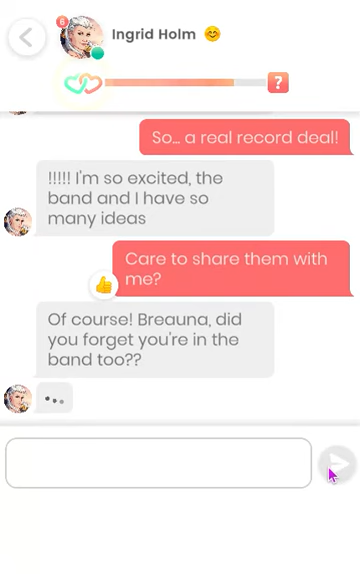 6
Ingrid Holm
?
So... a real record deal!
!!!!! I'm so excited, the
band and I have so
many ideas
Care to share them with
me?
Of course! Breauna, did
you forget you're in the
band too??